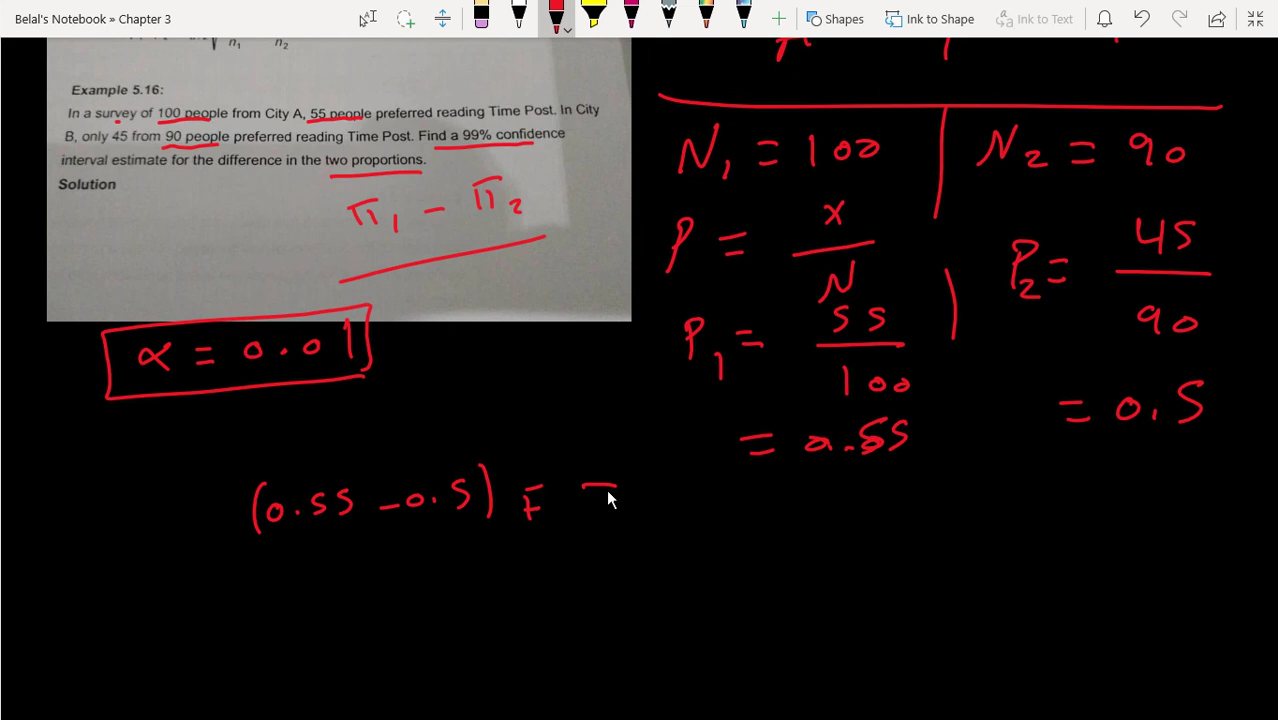 Belal's Notebook » Chapter 3
Shapes
Ink to Shape
Ink to Text
n₁ n₂
Example 5.16:
In a survey of 100 people from City A, 55 people preferred reading Time Post. In City
B, only 45 from 90 people preferred reading Time Post. Find a 99% confidence
interval estimate for the difference in the two proportions.
Solution
π₁ - π₂
α = 0.01
N₁ = 100
N₂ = 90
P = x / N
P₂ = 45 / 90
P₁ = 55 / 100
= 0.5
= 0.55
(0.55 - 0.5) ∓